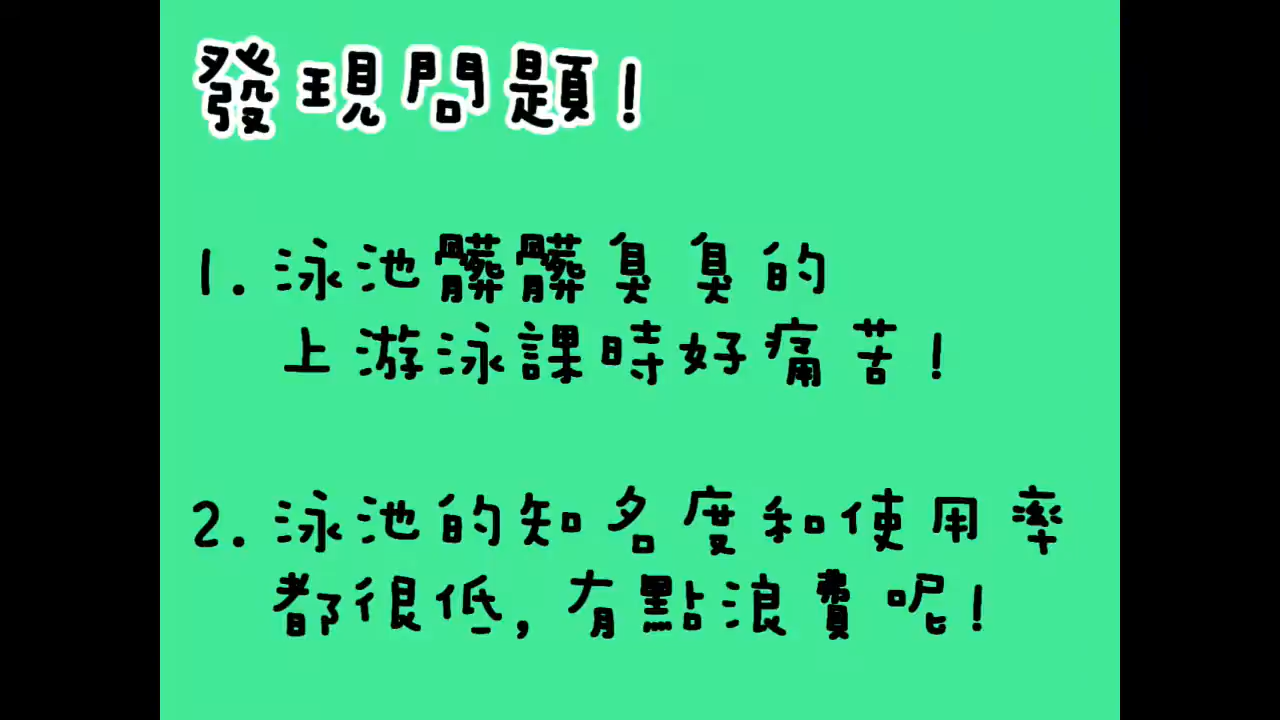 發現問題!
1. 泳池髒髒臭臭的
上游泳課時好痛苦!
2. 泳池的知名度和使用率
都很低, 有點浪費呢!